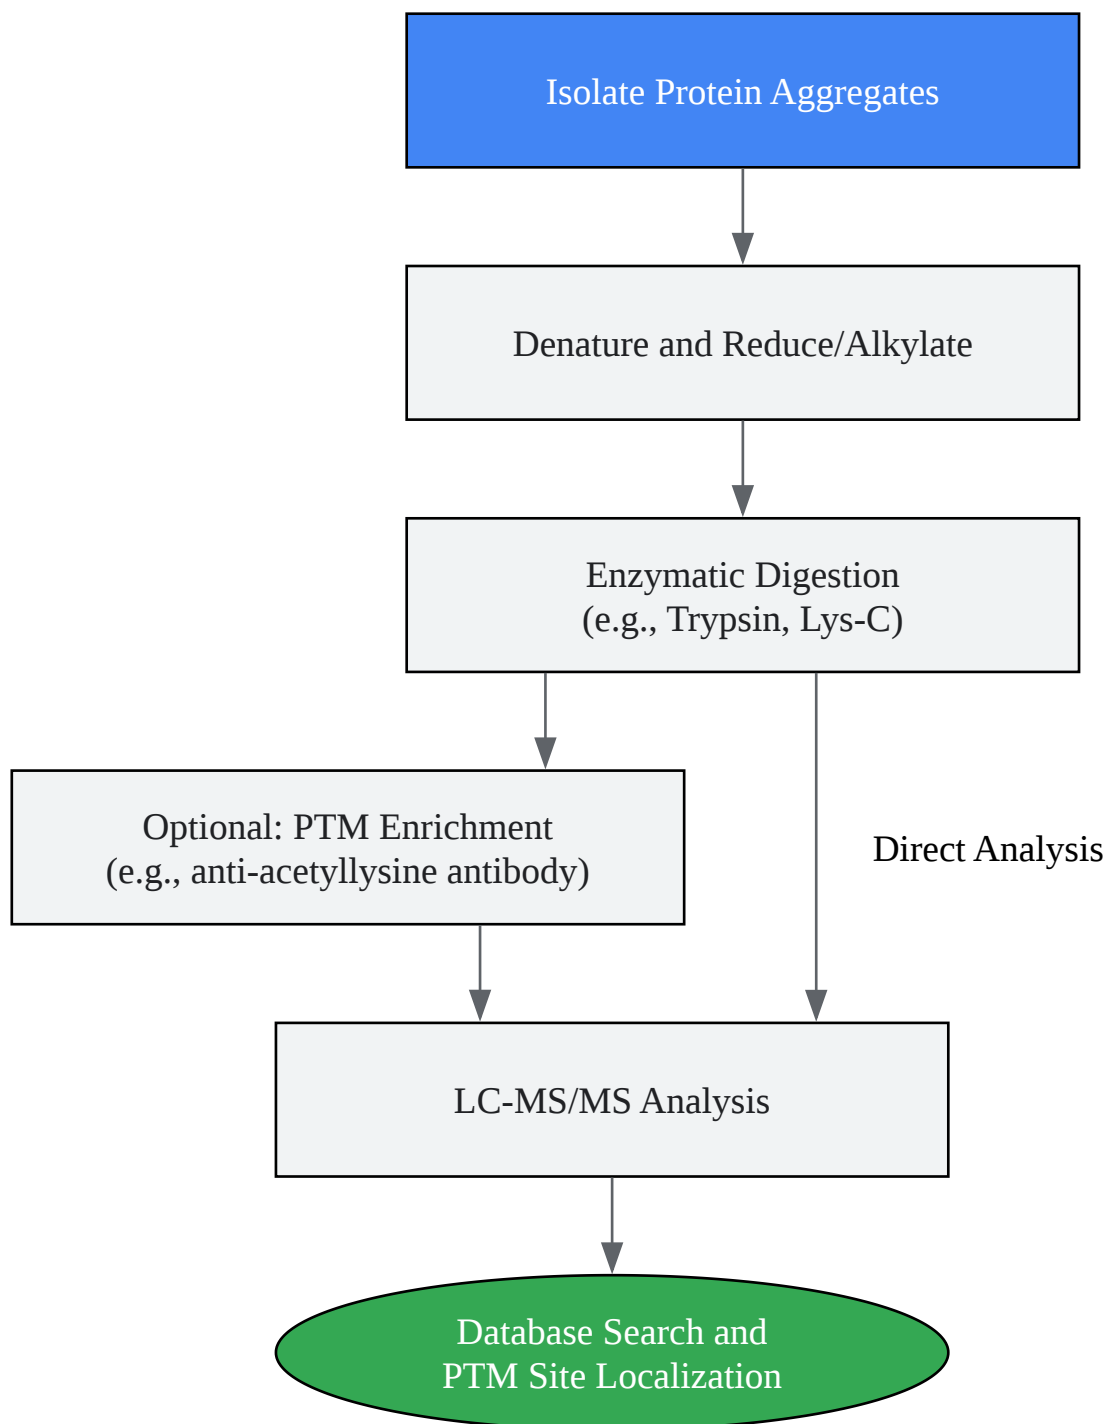 Isolate Protein Aggregates
Denature and Reduce/Alkylate
Enzymatic Digestion
(e.g., Trypsin, Lys-C)
Optional: PTM Enrichment
(e.g., anti-acetyllysine antibody)
Direct Analysis
LC-MS/MS Analysis
Database Search and
PTM Site Localization